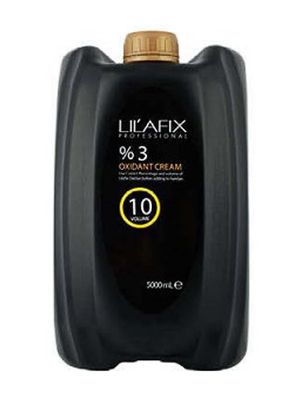 LIL'AFIX
PROFESSIONAL
% 3
OXIDANT CREAM
10
VOLUME
5000 mL e